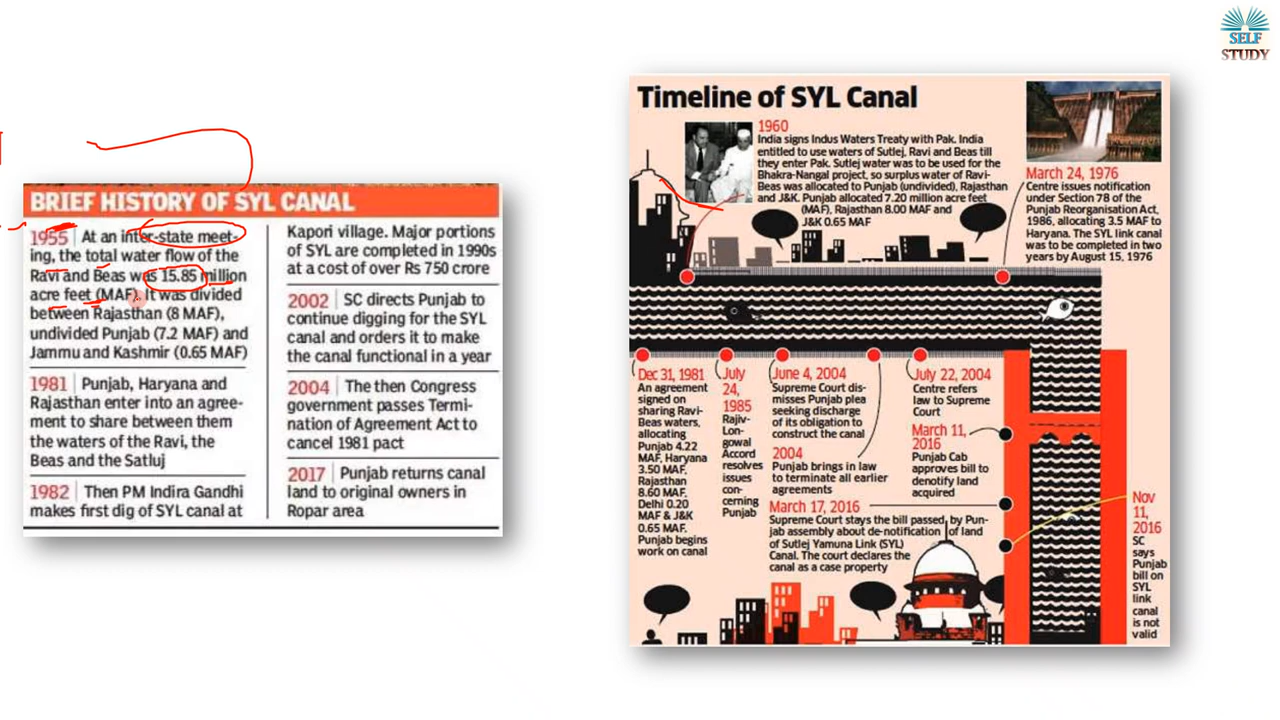 SELF
STUDY
BRIEF HISTORY OF SYL CANAL
1955 | At an inter-state meet-
ing, the total water flow of the
Ravi and Beas was 15.85 million
acre feet (MAF). It was divided
between Rajasthan (8 MAF),
undivided Punjab (7.2 MAF) and
Jammu and Kashmir (0.65 MAF)
1981 | Punjab, Haryana and
Rajasthan enter into an agree-
ment to share between them
the waters of the Ravi, the
Beas and the Satluj
1982 | Then PM Indira Gandhi
makes first dig of SYL canal at
Kapori village. Major portions
of SYL are completed in 1990s
at a cost of over Rs 750 crore
2002 | SC directs Punjab to
continue digging for the SYL
canal and orders it to make
the canal functional in a year
2004 | The then Congress
government passes Termi-
nation of Agreement Act to
cancel 1981 pact
2017 | Punjab returns canal
land to original owners in
Ropar area
Timeline of SYL Canal
1960
India signs Indus Waters Treaty with Pak. India
entitled to use waters of Sutlej, Ravi and Beas till
they enter Pak. Sutlej water was to be used for the
Bhakra-Nangal project, so surplus water of Ravi-
Beas was allocated to Punjab (undivided), Rajasthan
and J&K. Punjab allocated 7.20 million acre feet
(MAF), Rajasthan 8.00 MAF and
J&K 0.65 MAF
March 24, 1976
Centre issues notification
under Section 78 of the
Punjab Reorganisation Act,
1986, allocating 3.5 MAF to
Haryana. The SYL link canal
was to be completed in two
years by August 15, 1976
Dec 31, 1981
An agreement
signed on
sharing Ravi-
Beas waters,
allocating
Punjab 4.22
MAF, Haryana
3.50 MAF,
Rajasthan
8.60 MAF,
Delhi 0.20
MAF & J&K
0.65 MAF.
Punjab begins
work on canal
July
24,
1985
Rajiv-
Lon-
gowal
Accord
resolves
issues
con-
cerning
Punjab
June 4, 2004
Supreme Court dis-
misses Punjab plea
seeking discharge
of its obligation to
construct the canal
2004
Punjab brings in law
to terminate all earlier
agreements
July 22, 2004
Centre refers
law to Supreme
Court
March 11,
2016
Punjab Cab
approves bill to
denotify land
acquired
March 17, 2016
Supreme Court stays the bill passed by Pun-
jab assembly about de-notification of land
of Sutlej Yamuna Link (SYL)
Canal. The court declares the
canal as a case property
Nov
11,
2016
SC
says
Punjab
bill on
SYL
link
canal
is not
valid